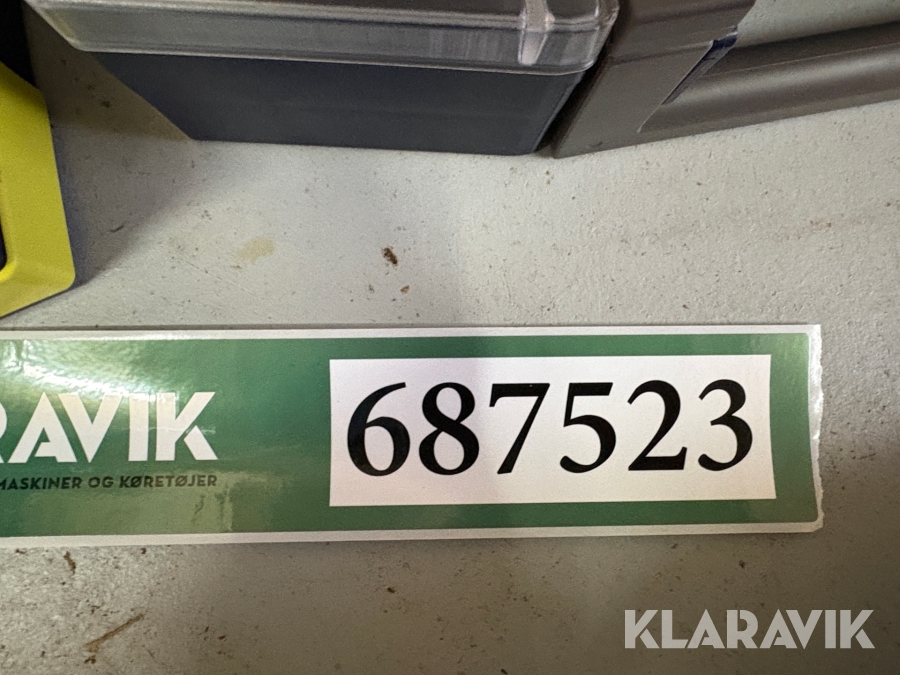 RAVIK
MASKINER OG KØRETØJER
687523
KLARAVIK